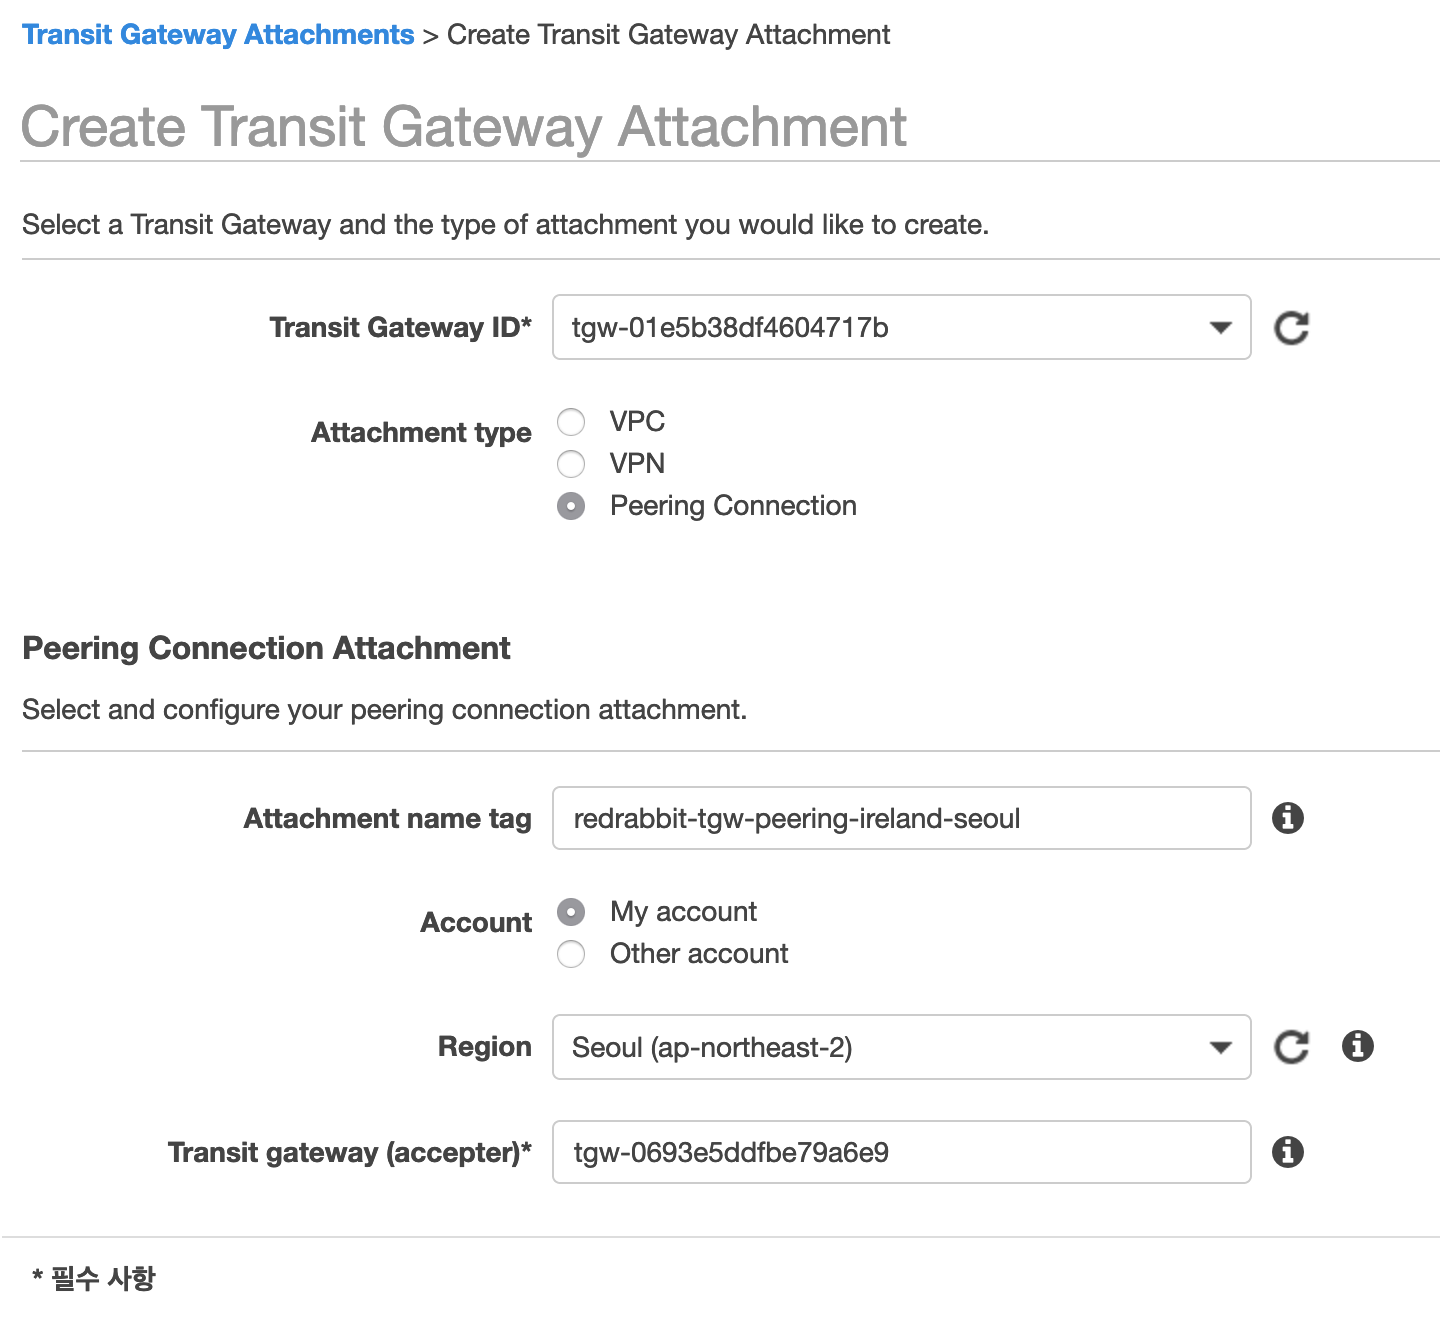 Transit Gateway Attachments > Create Transit Gateway Attachment
Create Transit Gateway Attachment
Select a Transit Gateway and the type of attachment you would like to create.
Transit Gateway ID* tgw-01e5b38df4604717b
Attachment type
VPC
VPN
Peering Connection
Peering Connection Attachment
Select and configure your peering connection attachment.
Attachment name tag redrabbit-tgw-peering-ireland-seoul
Account
My account
Other account
Region Seoul (ap-northeast-2)
Transit gateway (accepter)* tgw-0693e5ddfbe79a6e9
* 필수 사항